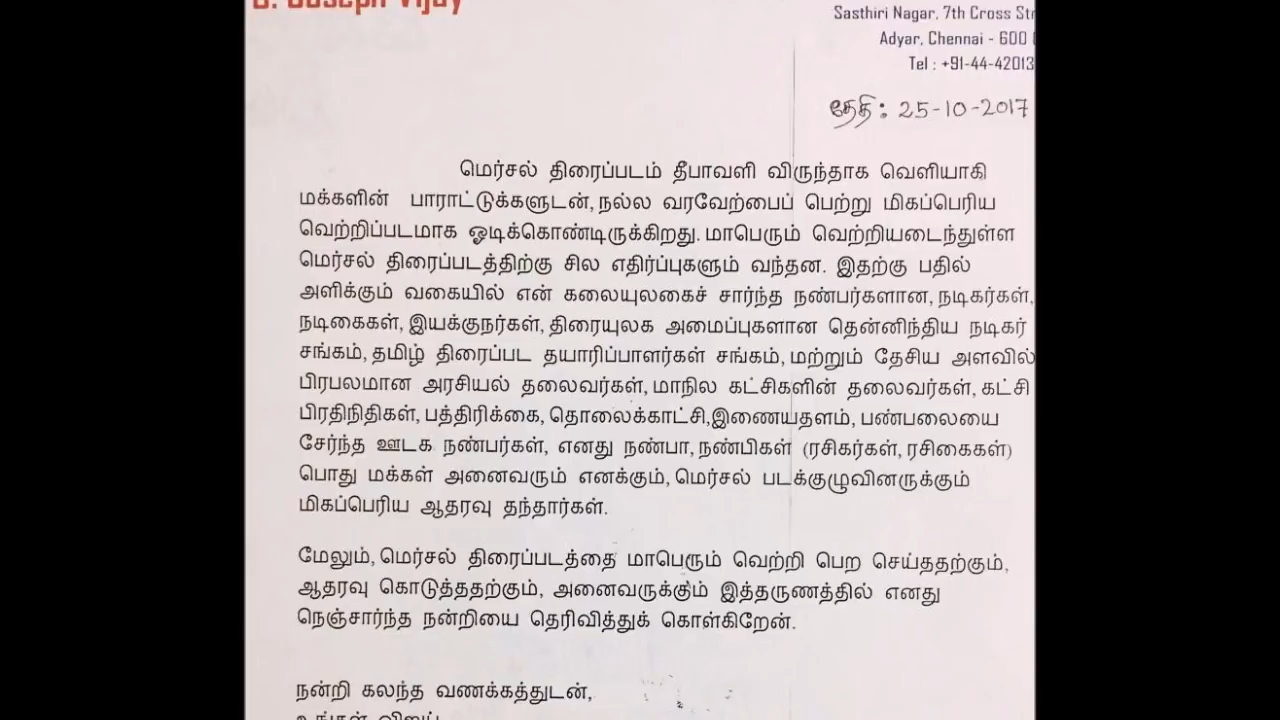 C. Joseph Vijay
Sasthiri Nagar, 7th Cross Str
Adyar, Chennai - 600
Tel : +91-44-42013
தேதி: 25-10-2017
மெர்சல் திரைப்படம் தீபாவளி விருந்தாக வெளியாகி
மக்களின் பாராட்டுக்களுடன், நல்ல வரவேற்பைப் பெற்று மிகப்பெரிய
வெற்றிப்படமாக ஓடிக்கொண்டிருக்கிறது. மாபெரும் வெற்றியடைந்துள்ள
மெர்சல் திரைப்படத்திற்கு சில எதிர்ப்புகளும் வந்தன. இதற்கு பதில்
அளிக்கும் வகையில் என் கலையுலகைச் சார்ந்த நண்பர்களான, நடிகர்கள்,
நடிகைகள், இயக்குநர்கள், திரையுலக அமைப்புகளான தென்னிந்திய நடிகர்
சங்கம், தமிழ் திரைப்பட தயாரிப்பாளர்கள் சங்கம், மற்றும் தேசிய அளவில்
பிரபலமான அரசியல் தலைவர்கள், மாநில கட்சிகளின் தலைவர்கள், கட்சி
பிரதிநிதிகள், பத்திரிக்கை, தொலைக்காட்சி,இணையதளம், பண்பலையை
சேர்ந்த ஊடக நண்பர்கள், எனது நண்பா, நண்பிகள் (ரசிகர்கள், ரசிகைகள்)
பொது மக்கள் அனைவரும் எனக்கும், மெர்சல் படக்குழுவினருக்கும்
மிகப்பெரிய ஆதரவு தந்தார்கள்.
மேலும், மெர்சல் திரைப்படத்தை மாபெரும் வெற்றி பெற செய்ததற்கும்,
ஆதரவு கொடுத்ததற்கும், அனைவருக்கும் இத்தருணத்தில் எனது
நெஞ்சார்ந்த நன்றியை தெரிவித்துக் கொள்கிறேன்.
நன்றி கலந்த வணக்கத்துடன்,
உங்கள் விஜய்